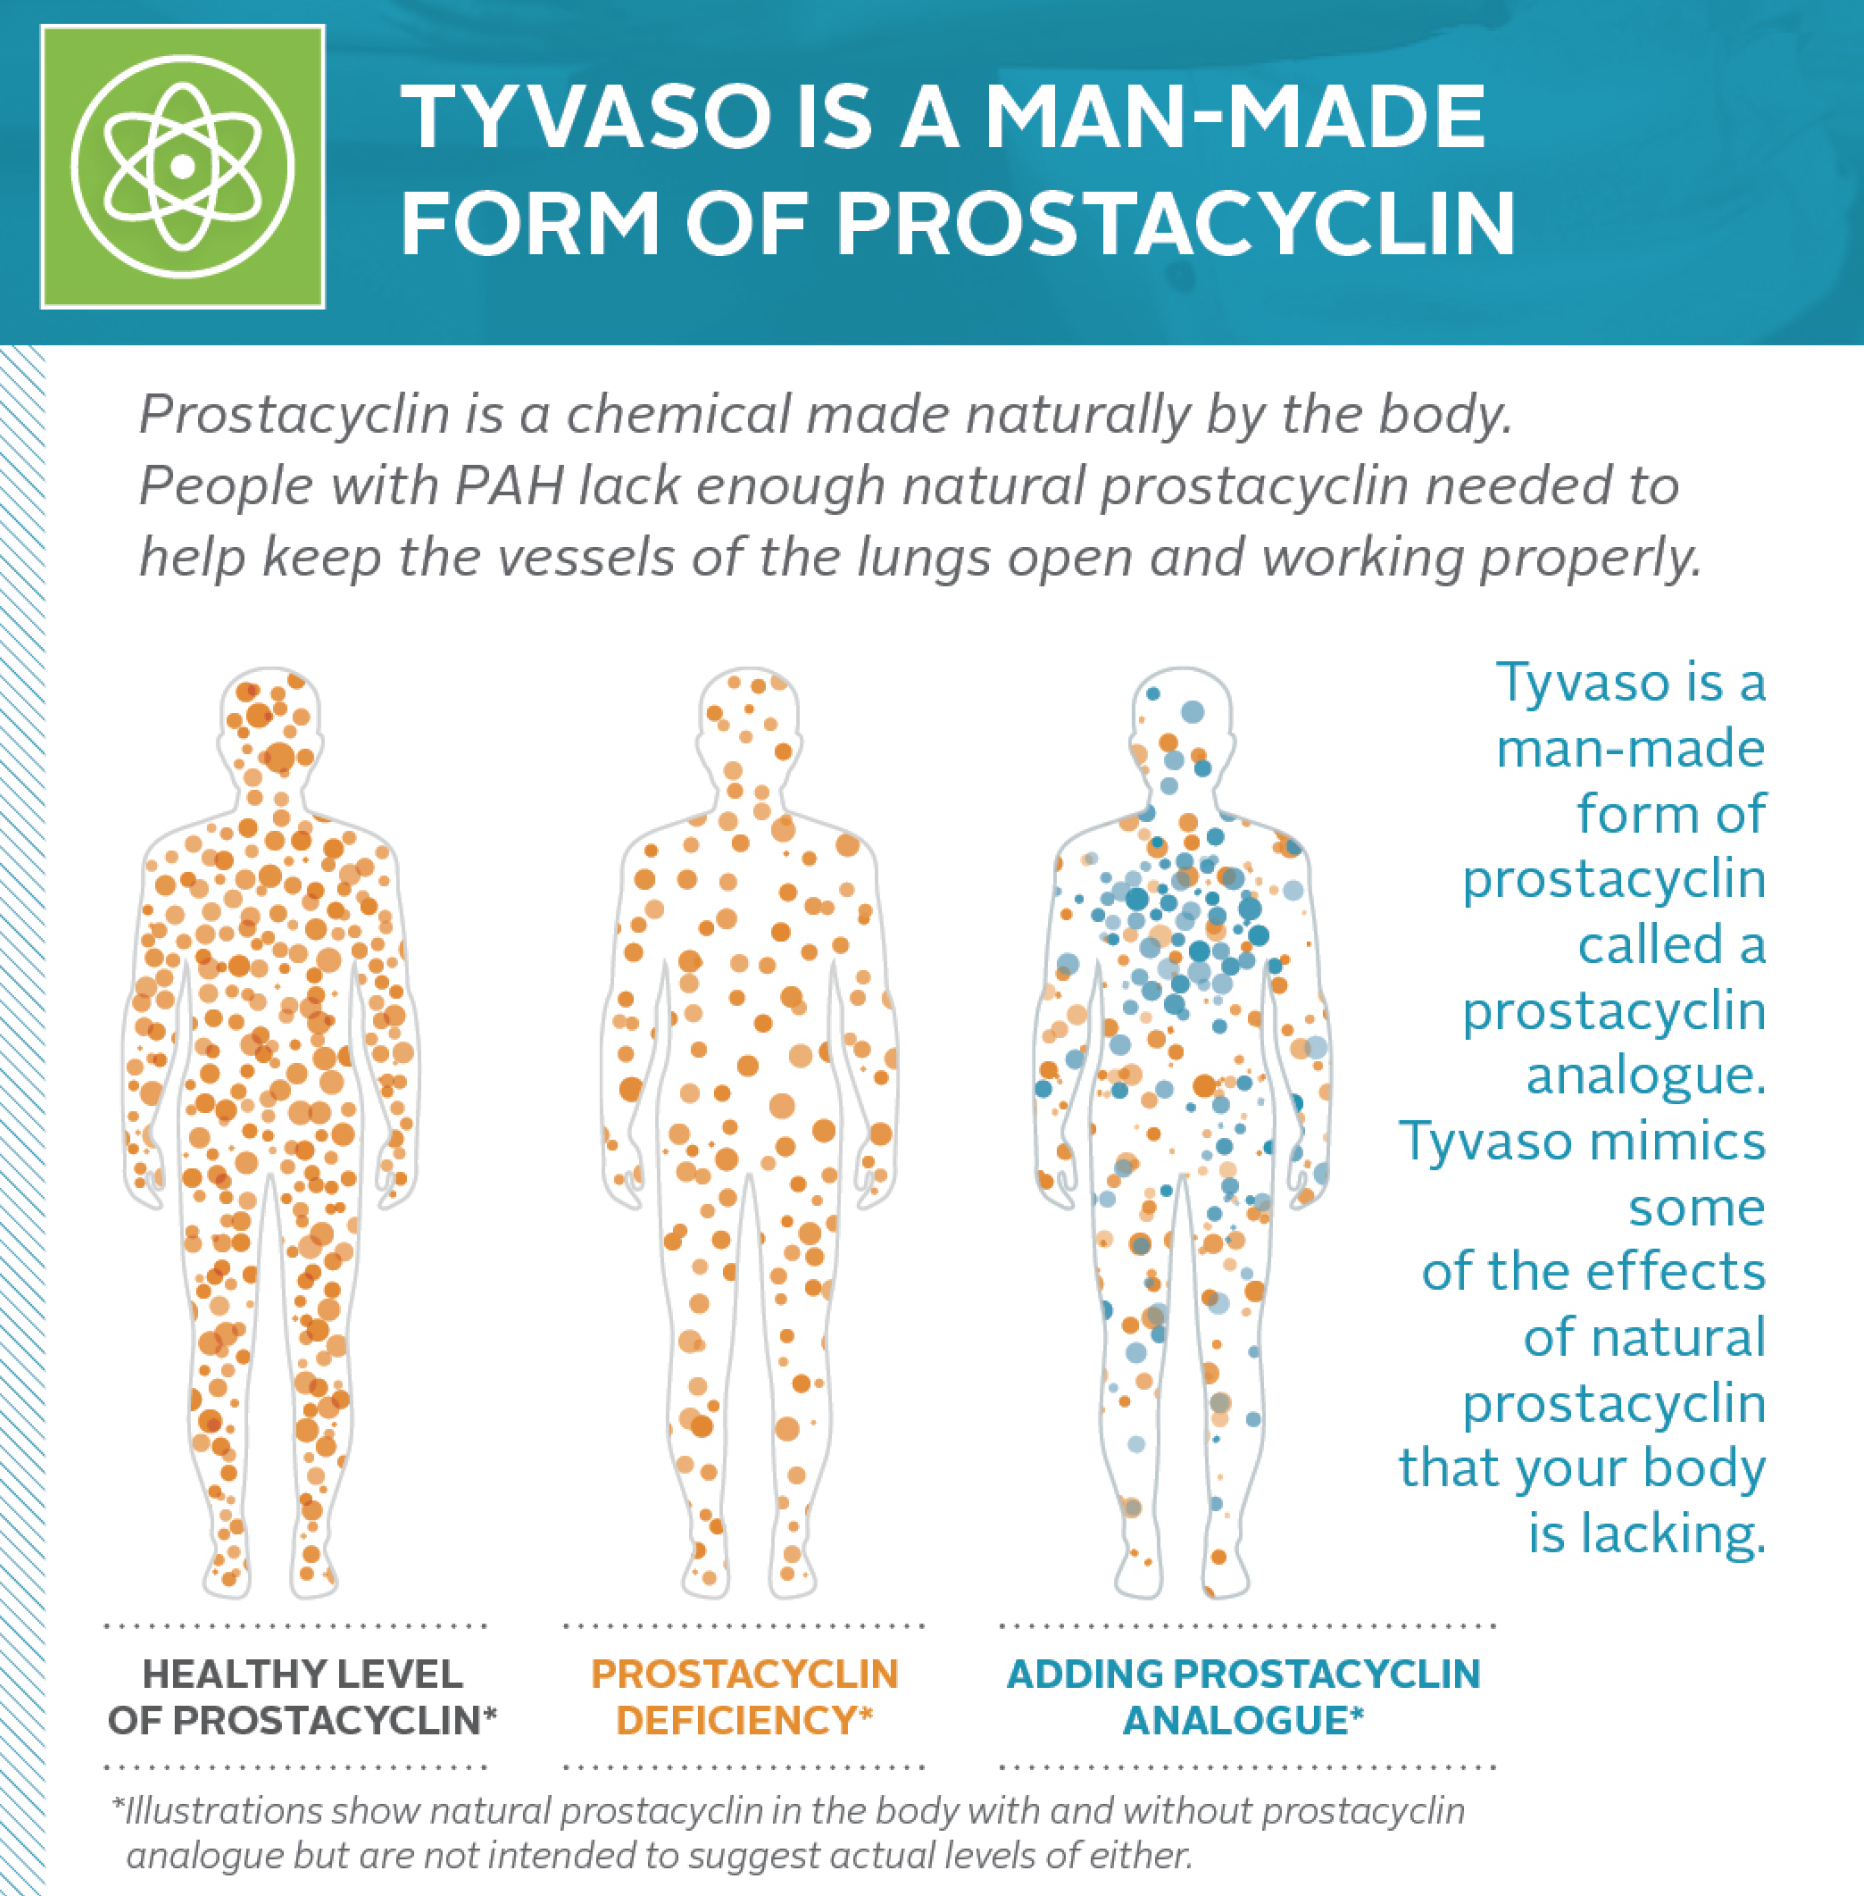 TYVASO IS A MAN-MADE
FORM OF PROSTACYCLIN
Prostacyclin is a chemical made naturally by the body.
People with PAH lack enough natural prostacyclin needed to
help keep the vessels of the lungs open and working properly.
Tyvaso is a
man-made
form of
prostacyclin
called a
prostacyclin
analogue.
Tyvaso mimics
some
of the effects
of natural
prostacyclin
that your body
is lacking.
HEALTHY LEVEL
OF PROSTACYCLIN*
PROSTACYCLIN
DEFICIENCY*
ADDING PROSTACYCLIN
ANALOGUE*
*Illustrations show natural prostacyclin in the body with and without prostacyclin
analogue but are not intended to suggest actual levels of either.